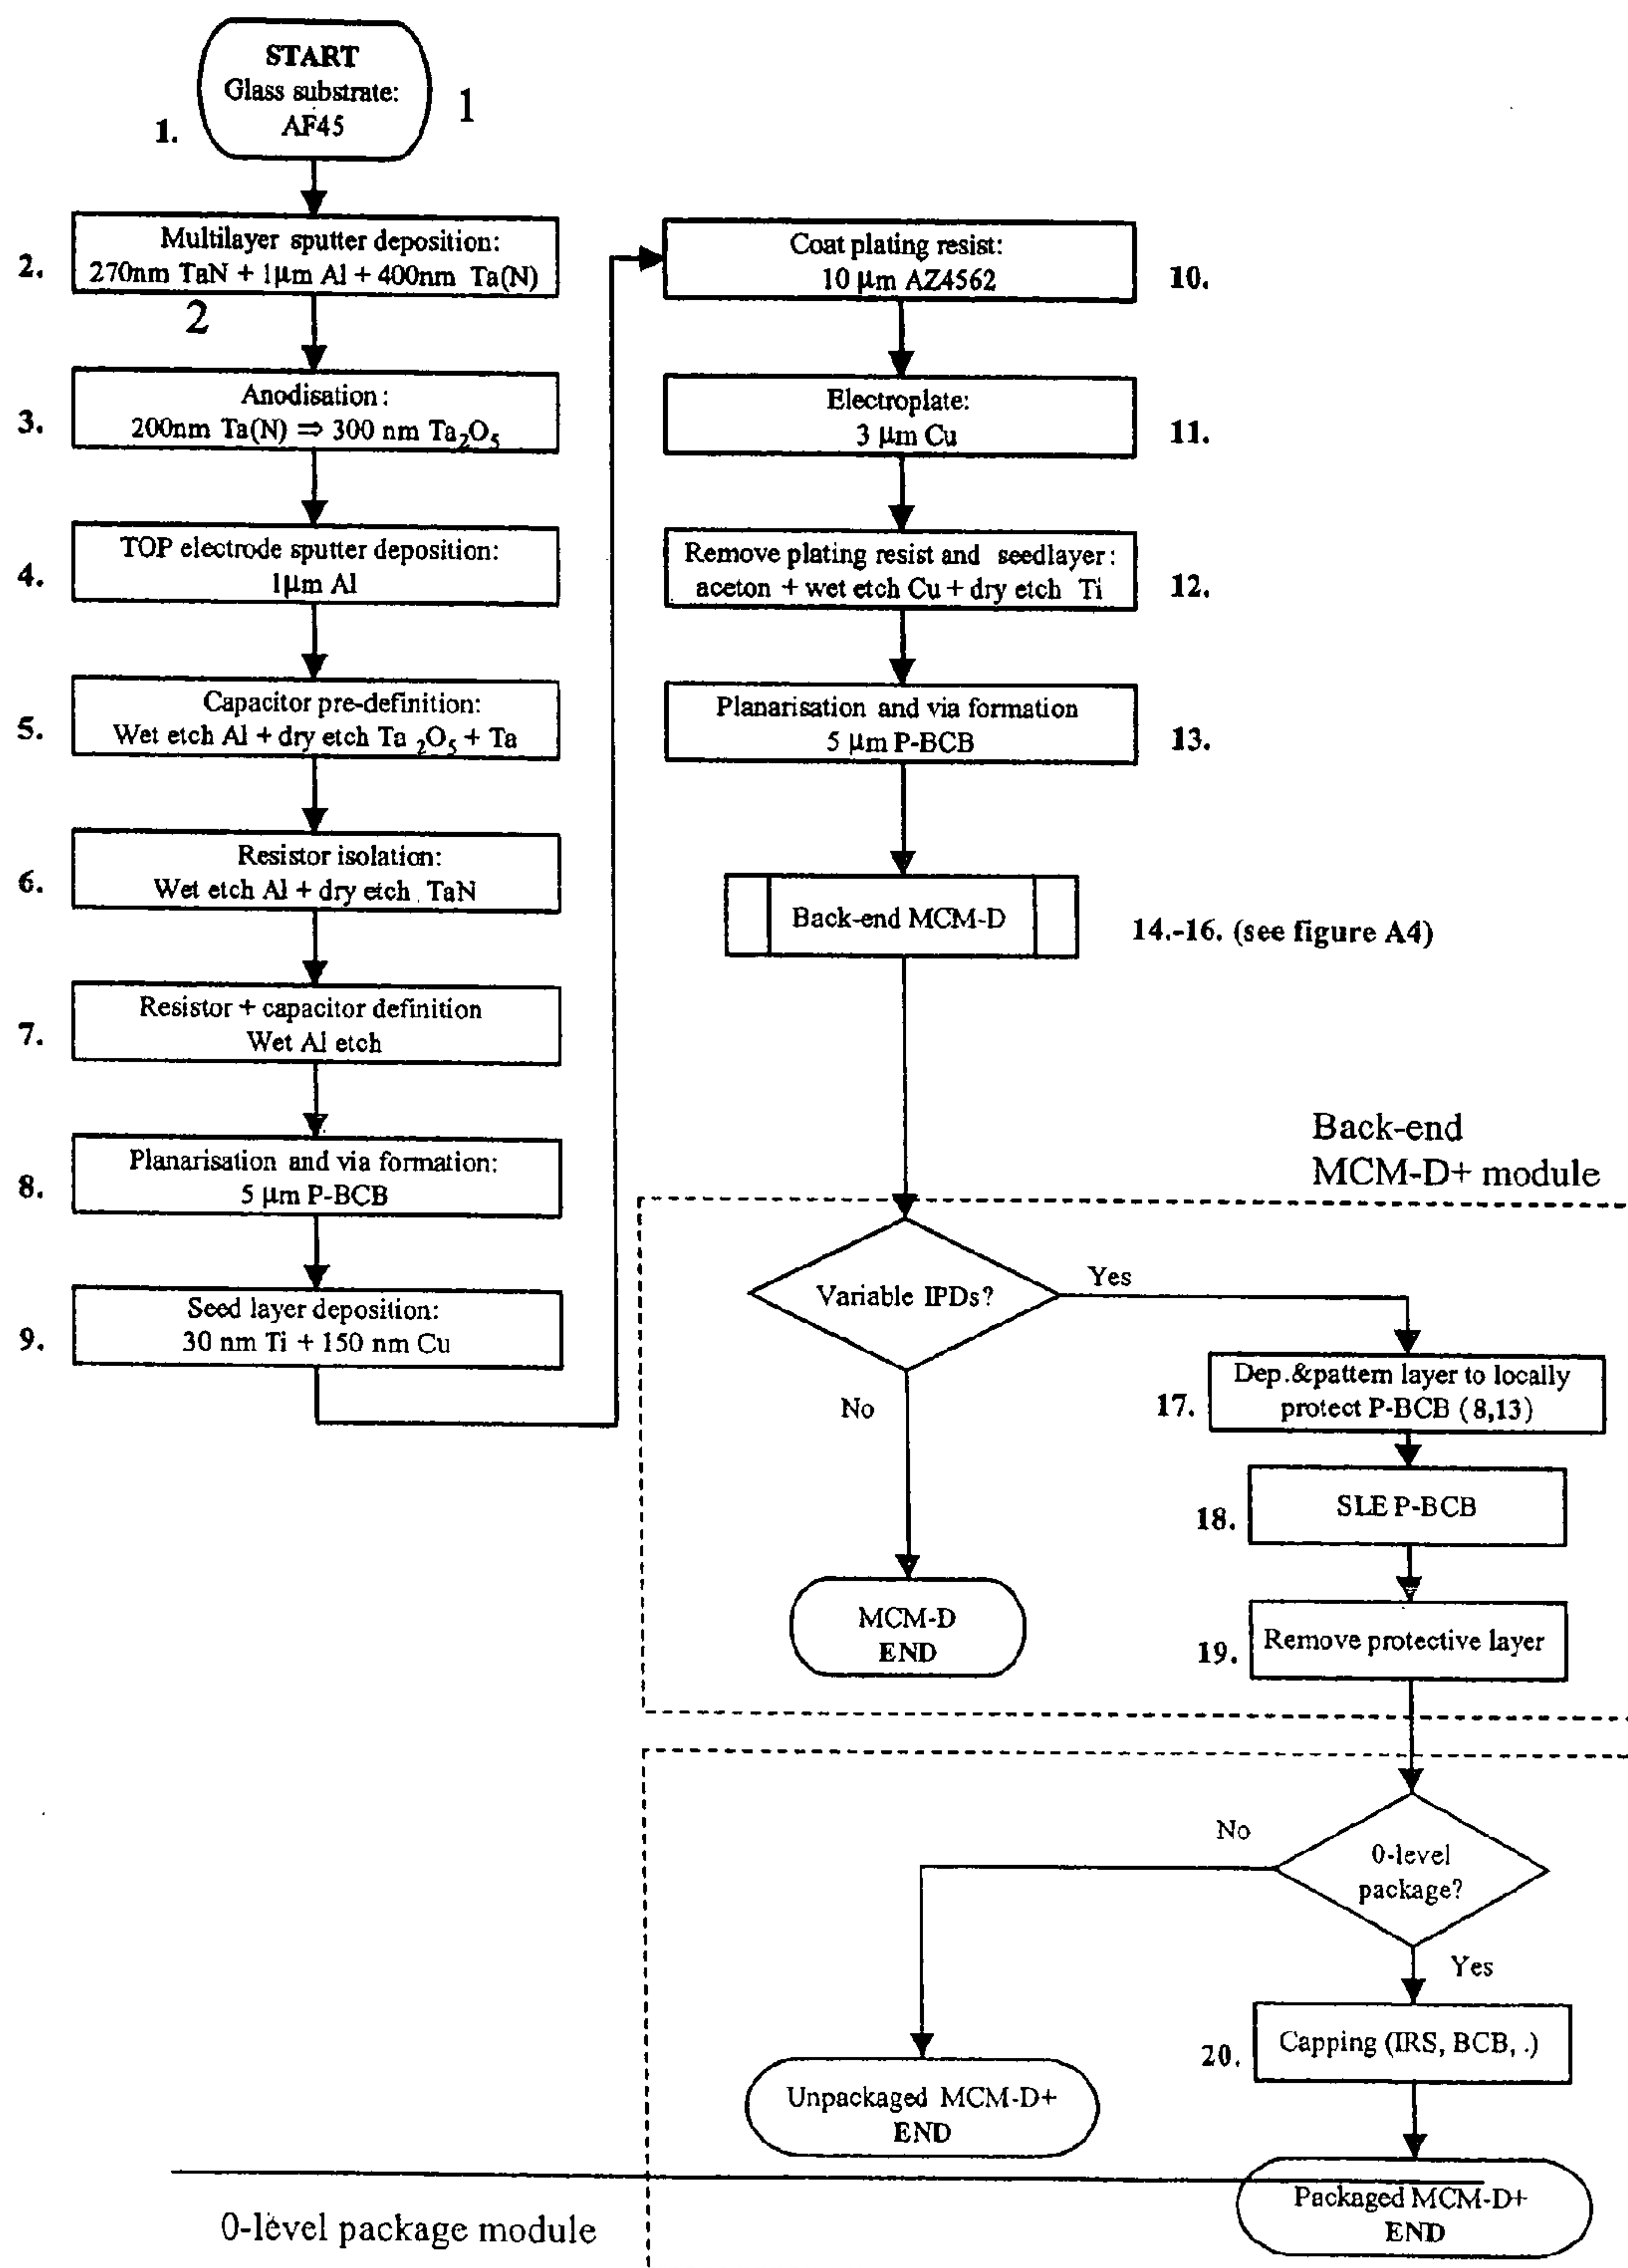 START
Glass substrate:
AF45
1
1.
Multilayer sputter deposition:
270nm TaN + 1µm Al + 400nm Ta(N)
2.
2
Anodisation:
200nm Ta(N) ⇒ 300 nm Ta2O5
3.
TOP electrode sputter deposition:
1µm Al
4.
Capacitor pre-definition:
Wet etch Al + dry etch Ta 2O5 + Ta
5.
Resistor isolation:
Wet etch Al + dry etch TaN
6.
Resistor + capacitor definition
Wet Al etch
7.
Planarisation and via formation:
5 µm P-BCB
8.
Seed layer deposition:
30 nm Ti + 150 nm Cu
9.
Coat plating resist:
10 µm AZ4562
10.
Electroplate:
3 µm Cu
11.
Remove plating resist and seedlayer:
aceton + wet etch Cu + dry etch Ti
12.
Planarisation and via formation
5 µm P-BCB
13.
Back-end MCM-D
14.-16. (see figure A4)
Back-end
MCM-D+ module
Variable IPDs?
Yes
No
Dep.&pattern layer to locally
protect P-BCB (8,13)
17.
SLE P-BCB
18.
Remove protective layer
19.
MCM-D
END
0-level
package?
No
Yes
Capping (IRS, BCB, .)
20.
Unpackaged MCM-D+
END
Packaged MCM-D+
END
0-level package module